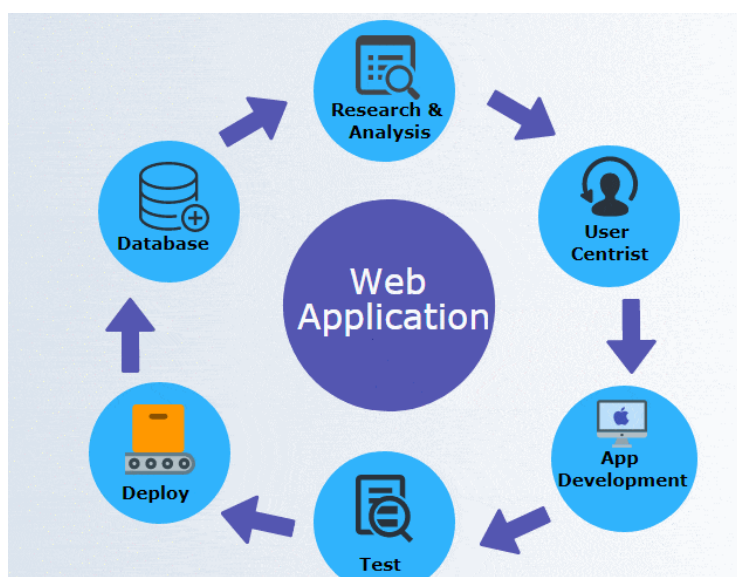 Research &
Analysis
User
Centrist
App
Development
Test
Deploy
Database
Web
Application